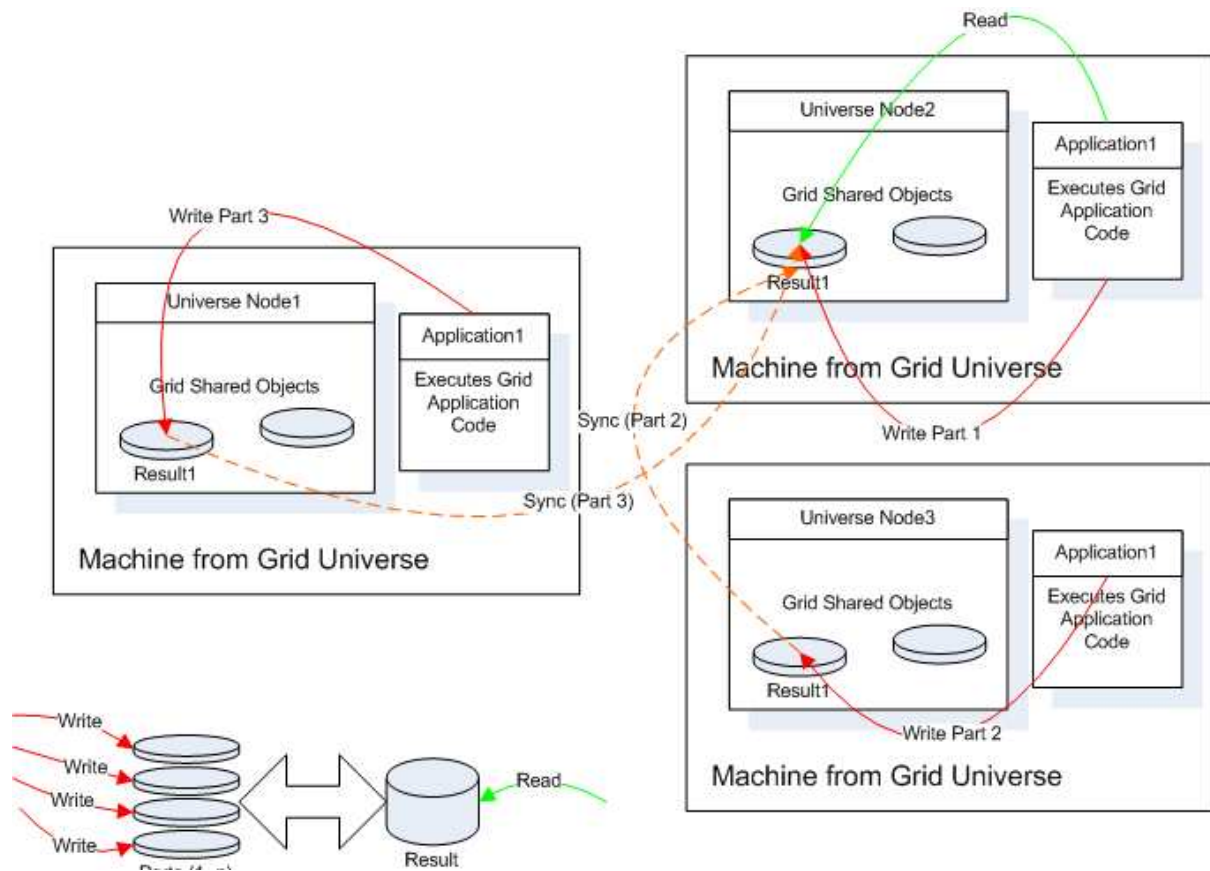 Read
Universe Node2
Application1
Grid Shared Objects
Executes Grid
Application
Code
Result1
Machine from Grid Universe
Write Part 3
Universe Node1
Application1
Grid Shared Objects
Executes Grid
Application
Code
Result1
Machine from Grid Universe
Sync (Part 2)
Write Part 1
Sync (Part 3)
Universe Node3
Application1
Grid Shared Objects
Executes Grid
Application
Code
Result1
Write Part 2
Machine from Grid Universe
Write
Write
Write
Write
Read
Result